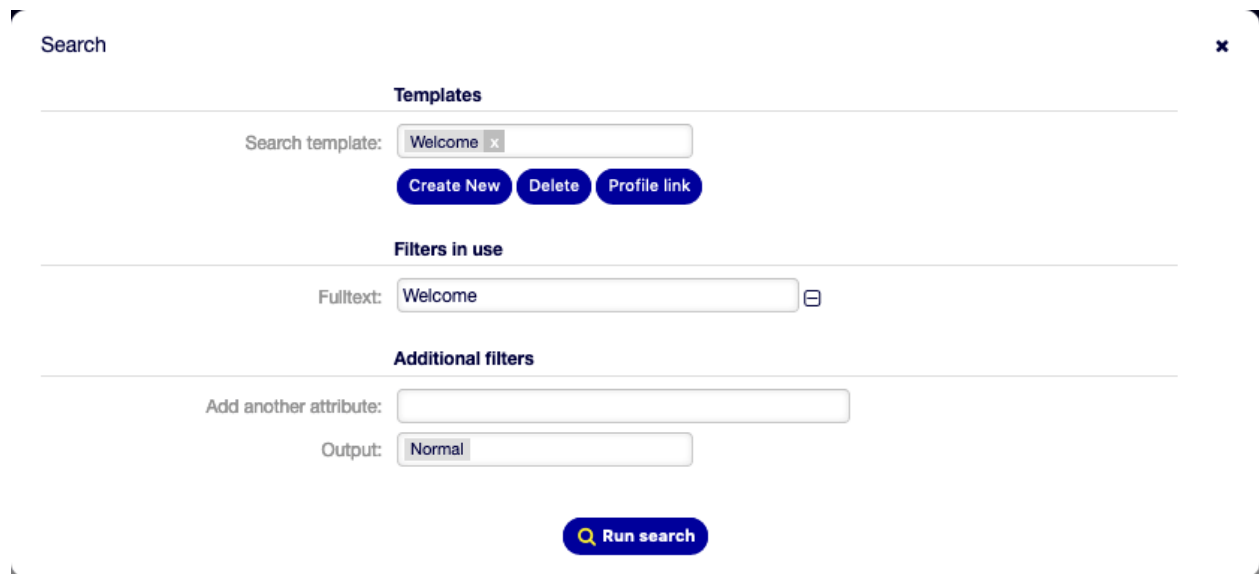 Search
Templates
Search template: Welcome x
Create New Delete Profile link
Filters in use
Fulltext: Welcome
Additional filters
Add another attribute:
Output: Normal
Run search